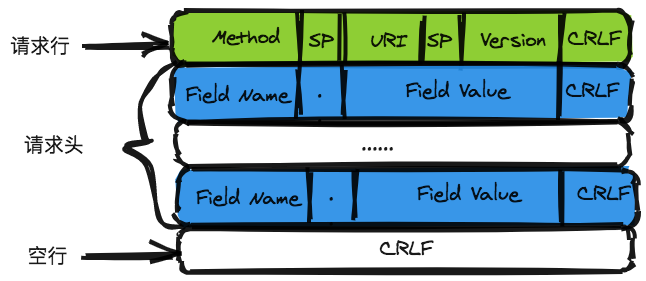 请求行 Method SP URI SP Version CRLF
Field Name . Field Value CRLF
请求头 ......
Field Name . Field Value CRLF
空行 CRLF